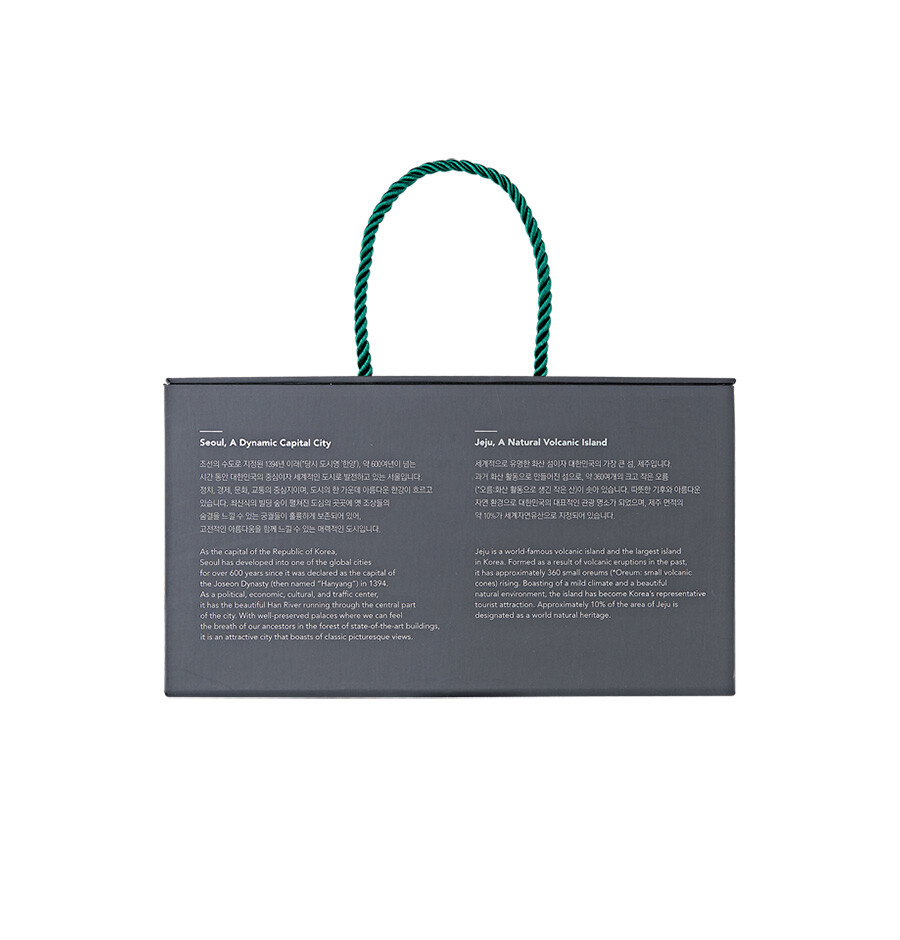 Seoul, A Dynamic Capital City
조선의 수도로 지정된 1394년 이래(*당시 도시명 '한양'), 약 600여년이 넘는
시간 동안 대한민국의 중심이자 세계적인 도시로 발전하고 있는 서울입니다.
정치, 경제, 문화, 교통의 중심지이며, 도시의 한 가운데 아름다운 한강이 흐르고
있습니다. 최신식의 빌딩 숲이 펼쳐진 도심의 곳곳에 옛 조상들의
숨결을 느낄 수 있는 궁궐들이 훌륭하게 보존되어 있어,
고전적인 아름다움을 함께 느낄 수 있는 매력적인 도시입니다.
As the capital of the Republic of Korea,
Seoul has developed into one of the global cities
for over 600 years since it was declared as the capital of
the Joseon Dynasty (then named “Hanyang”) in 1394.
As a political, economic, cultural, and traffic center,
it has the beautiful Han River running through the central part
of the city. With well-preserved palaces where we can feel
the breath of our ancestors in the forest of state-of-the-art buildings,
it is an attractive city that boasts of classic picturesque views.
Jeju, A Natural Volcanic Island
세계적으로 유명한 화산 섬이자 대한민국의 가장 큰 섬, 제주입니다.
과거 화산 활동으로 만들어진 섬으로, 약 360여개의 크고 작은 오름
(*오름:화산 활동으로 생긴 작은 산)이 솟아 있습니다. 따뜻한 기후와 아름다운
자연 환경으로 대한민국의 대표적인 관광 명소가 되었으며, 제주 면적의
약 10%가 세계자연유산으로 지정되어 있습니다.
Jeju is a world-famous volcanic island and the largest island
in Korea. Formed as a result of volcanic eruptions in the past,
it has approximately 360 small oreums (*Oreum: small volcanic
cones) rising. Boasting of a mild climate and a beautiful
natural environment, the island has become Korea’s representative
tourist attraction. Approximately 10% of the area of Jeju is
designated as a world natural heritage.